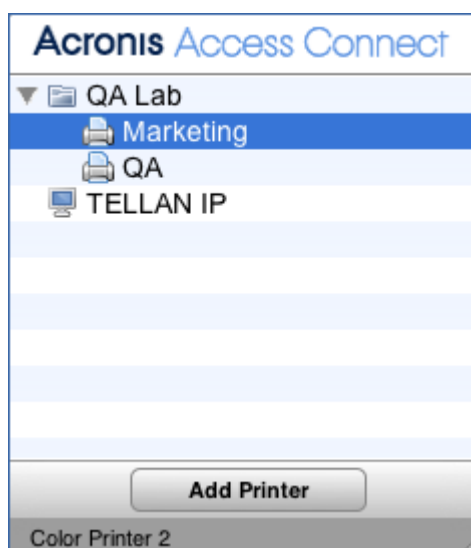 Acronis Access Connect
QA Lab
Marketing
QA
TELLAN IP
Add Printer
Color Printer 2